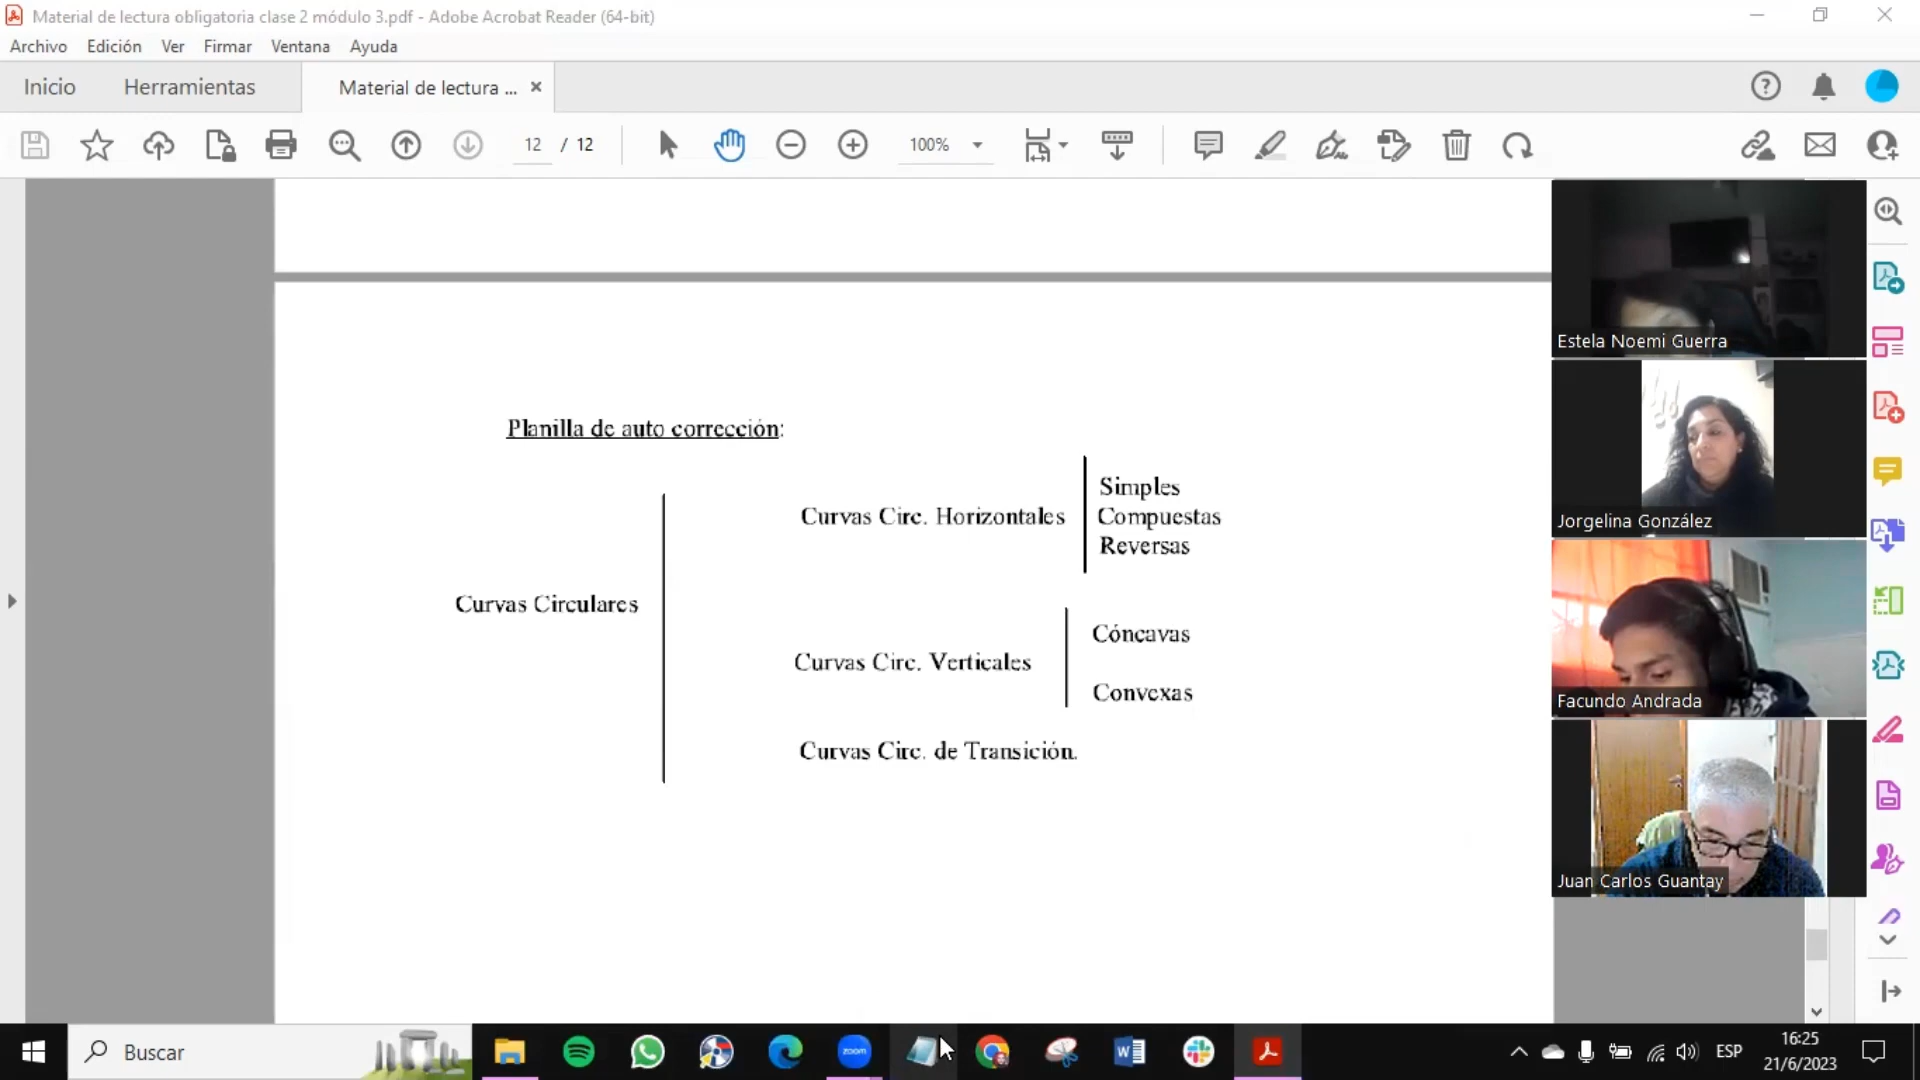 Material de lectura obligatoria clase 2 módulo 3.pdf - Adobe Acrobat Reader (64-bit)
Archivo Edición Ver Firmar Ventana Ayuda
Inicio Herramientas Material de lectura ...
12 / 12 100%
Planilla de auto corrección:
Simples
Curvas Circ. Horizontales Compuestas
Reversas
Curvas Circulares
Cóncavas
Curvas Circ. Verticales
Convexas
Curvas Circ. de Transición.
Estela Noemi Guerra
Jorgelina González
Facundo Andrada
Juan Carlos Guantay
Buscar
zoom
ESP
16:25
21/6/2023